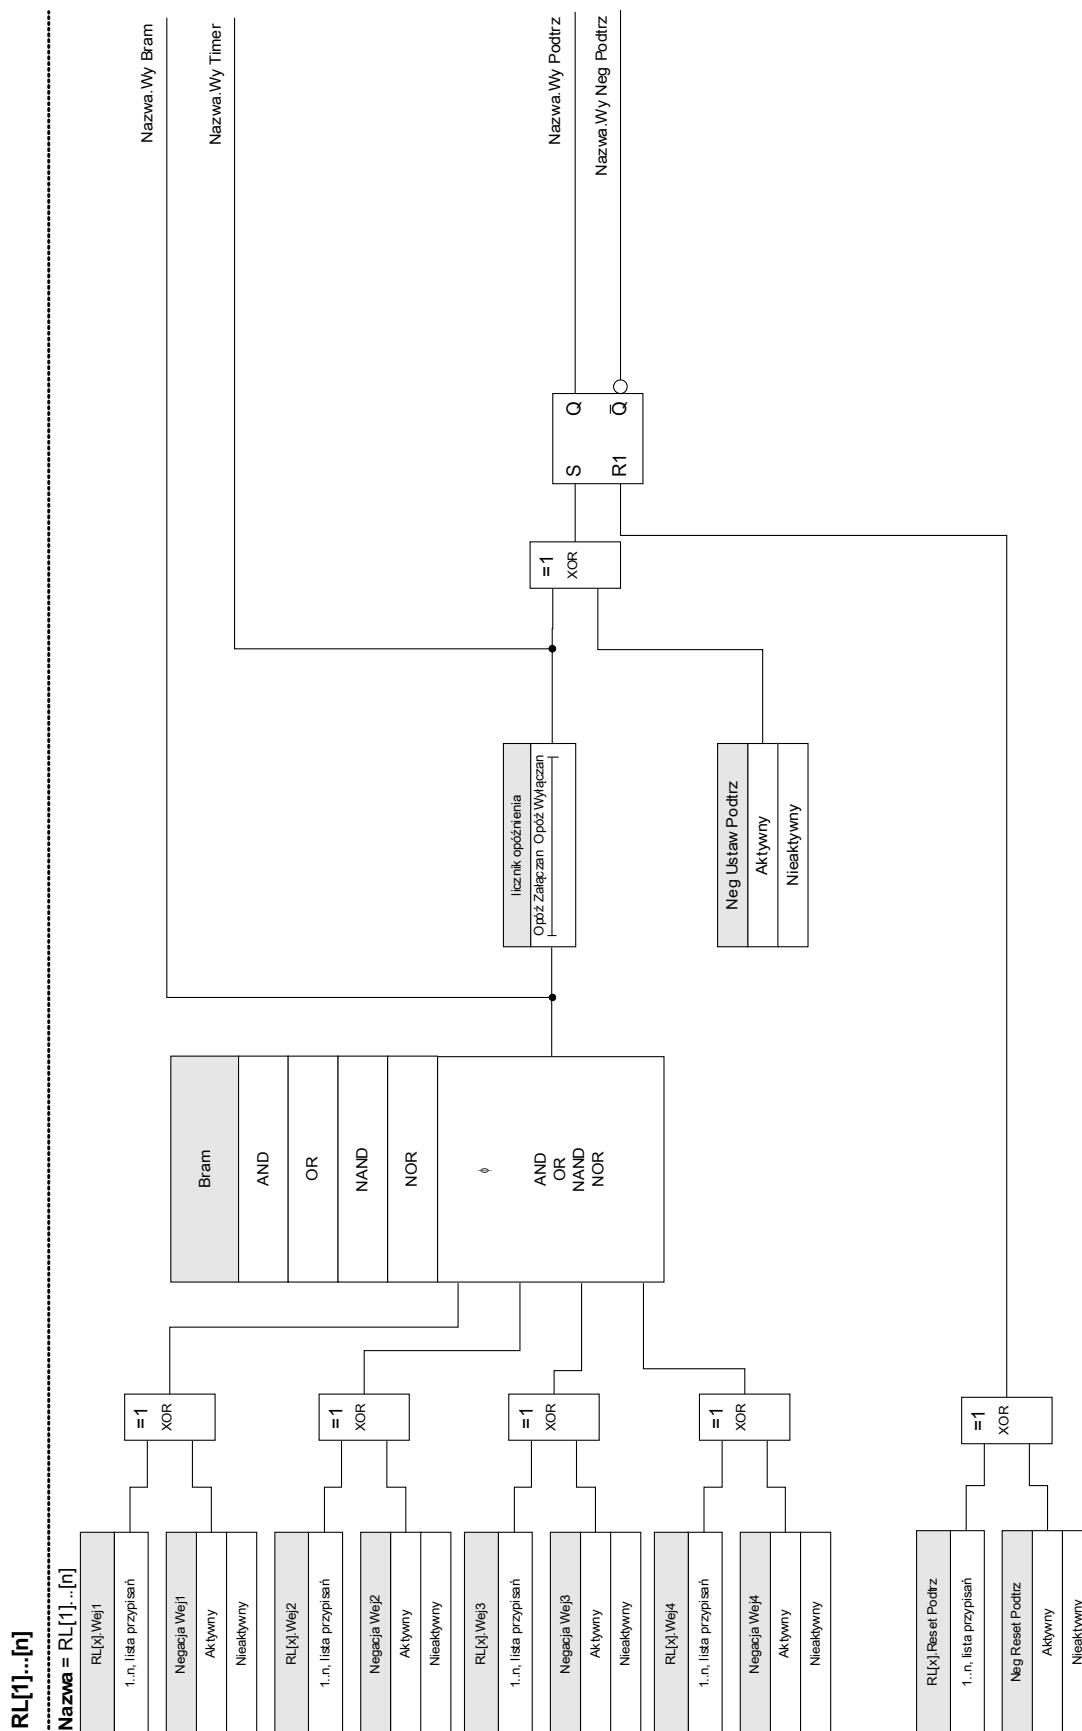 RL[1]...[n]
Nazwa = RL[1]...[n]
RL[x].Wej1
1..n, lista przypisań
Negacja Wej1
Aktywny
Nieaktywny
=1
XOR
RL[x].Wej2
1..n, lista przypisań
Negacja Wej2
Aktywny
Nieaktywny
=1
XOR
RL[x].Wej3
1..n, lista przypisań
Negacja Wej3
Aktywny
Nieaktywny
=1
XOR
RL[x].Wej4
1..n, lista przypisań
Negacja Wej4
Aktywny
Nieaktywny
=1
XOR
RL[x].Reset Podtrz
1..n, lista przypisań
Neg Reset Podtrz
Aktywny
Nieaktywny
=1
XOR
Bram
AND
OR
NAND
NOR
ϕ
AND
OR
NAND
NOR
licznik opóźnienia
Opóź Załączan Opóź Wyłączan
Neg Ustaw Podtrz
Aktywny
Nieaktywny
=1
XOR
S Q
R1 Q̅
Nazwa.Wy Bram
Nazwa.Wy Timer
Nazwa.Wy Podtrz
Nazwa.Wy Neg Podtrz